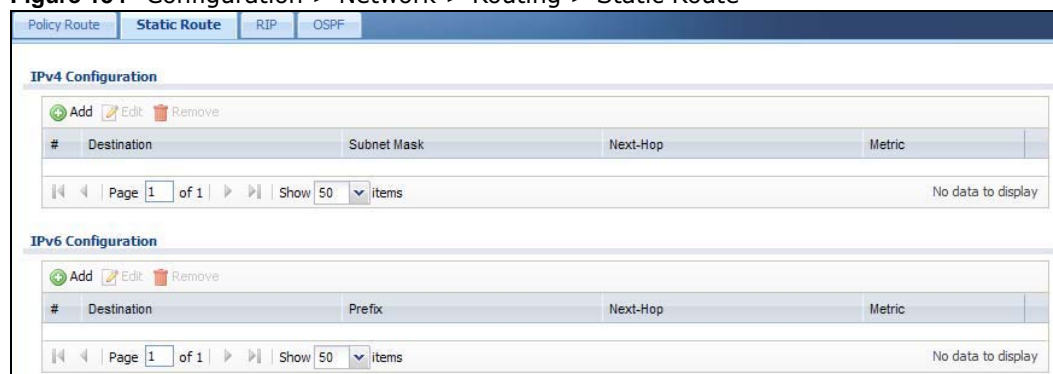 Figure 184 Configuration > Network > Routing > Static Route
Policy Route Static Route RIP OSPF
IPv4 Configuration
Add Edit Remove
# Destination Subnet Mask Next-Hop Metric
Page 1 of 1 Show 50 items No data to display
IPv6 Configuration
Add Edit Remove
# Destination Prefix Next-Hop Metric
Page 1 of 1 Show 50 items No data to display